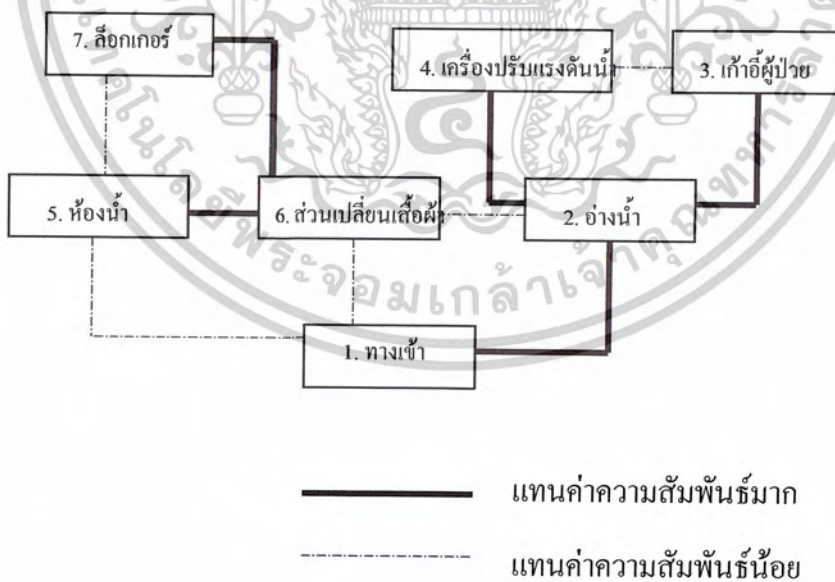 7. ล็อกเกอร์
4. เครื่องปรับแรงดันน้ำ
3. เก้าอี้ผู้ป่วย
5. ห้องน้ำ
6. ส่วนเปลี่ยนเสื้อผ้า
2. อ่างน้ำ
1. ทางเข้า
แทนค่าความสัมพันธ์มาก
แทนค่าความสัมพันธ์น้อย